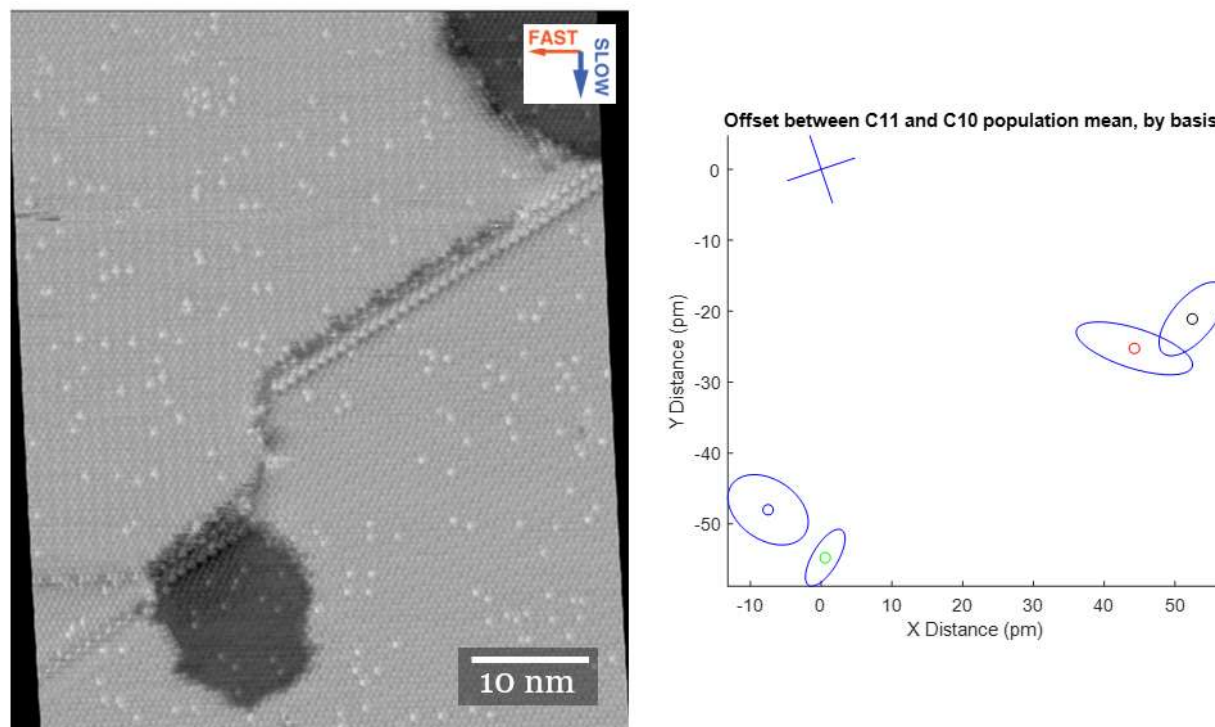 FAST
SLOW
10 nm
Offset between C11 and C10 population mean, by basis
Y Distance (pm)
0
-10
-20
-30
-40
-50
-10 0 10 20 30 40 50
X Distance (pm)